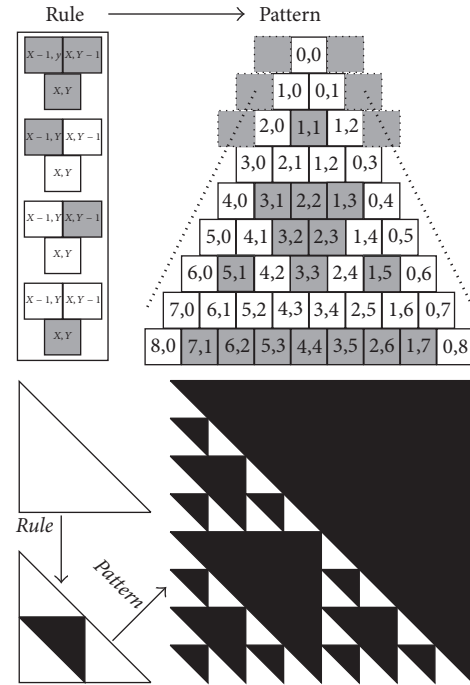 Rule
Pattern
X − 1, y X, Y − 1
X, Y
X − 1, Y X, Y − 1
X, Y
X − 1, Y X, Y − 1
X, Y
X − 1, Y X, Y − 1
X, Y
0,0
1,0 0,1
2,0 1,1 1,2
3,0 2,1 1,2 0,3
4,0 3,1 2,2 1,3 0,4
5,0 4,1 3,2 2,3 1,4 0,5
6,0 5,1 4,2 3,3 2,4 1,5 0,6
7,0 6,1 5,2 4,3 3,4 2,5 1,6 0,7
8,0 7,1 6,2 5,3 4,4 3,5 2,6 1,7 0,8
Rule
Pattern